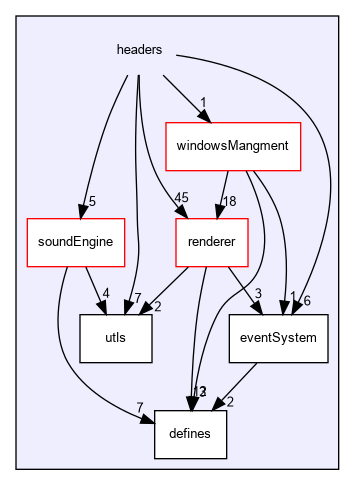 headers
1
windowsMangment
5
45
18
soundEngine
renderer
4
7
2
3
1
6
utls
eventSystem
7
2
defines